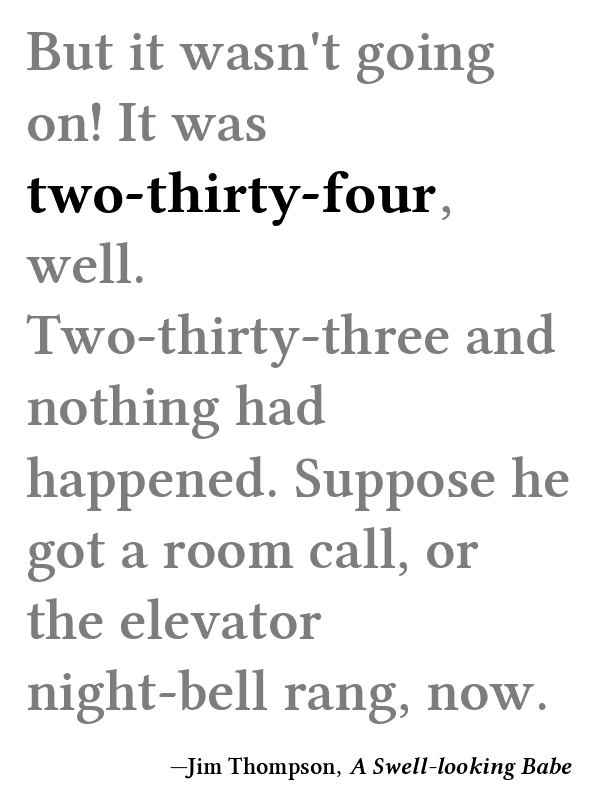 But it wasn't going
on! It was
two-thirty-four,
well.
Two-thirty-three and
nothing had
happened. Suppose he
got a room call, or
the elevator
night-bell rang, now.
—Jim Thompson, A Swell-looking Babe